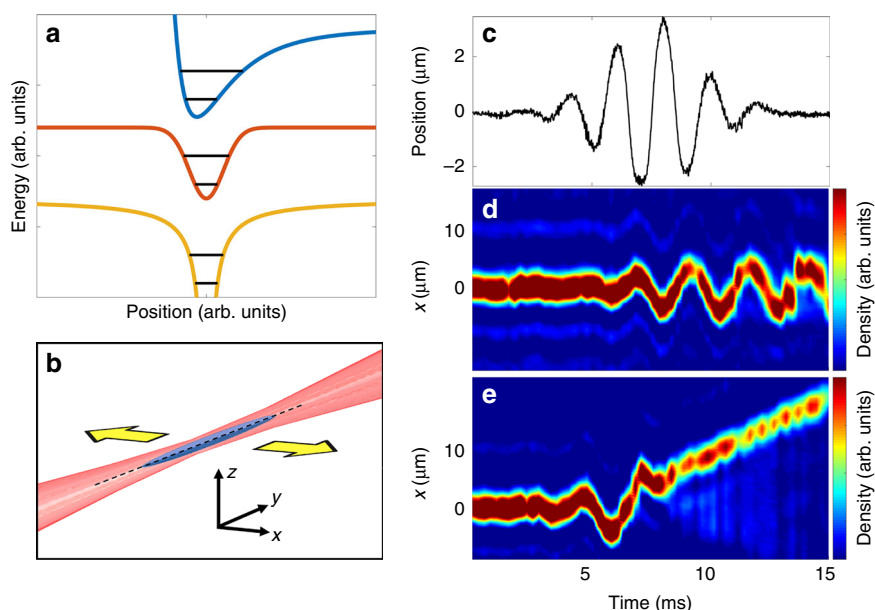 a
Energy (arb. units)
Position (arb. units)
b
z
y
x
c
Position (μm)
2
0
−2
d
x (μm)
10
0
Density (arb. units)
e
x (μm)
10
0
Density (arb. units)
5
10
15
Time (ms)